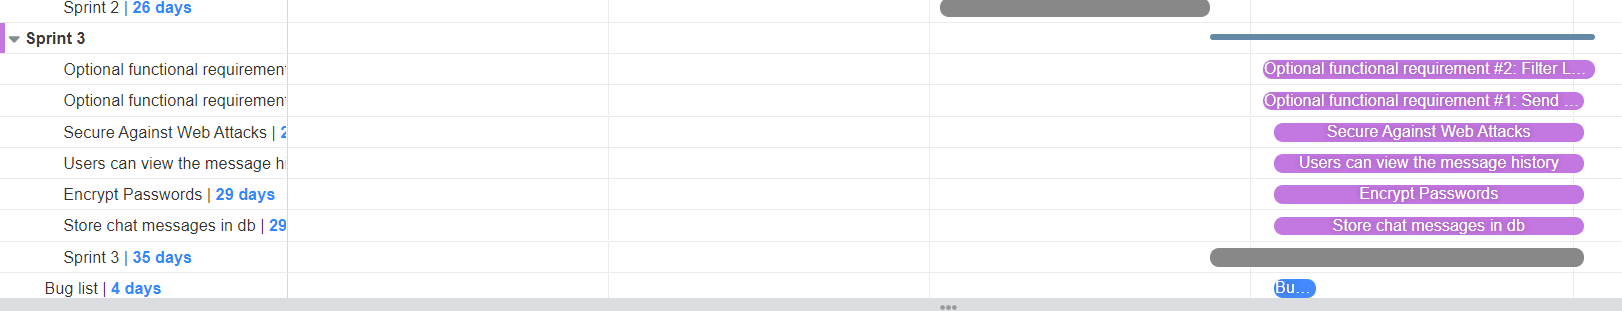 Sprint 2 | 26 days
Sprint 3
Optional functional requirement
Optional functional requirement #2: Filter L...
Optional functional requirement
Optional functional requirement #1: Send ...
Secure Against Web Attacks | 2
Secure Against Web Attacks
Users can view the message hi
Users can view the message history
Encrypt Passwords | 29 days
Encrypt Passwords
Store chat messages in db | 29
Store chat messages in db
Sprint 3 | 35 days
Bug list | 4 days
Bu...